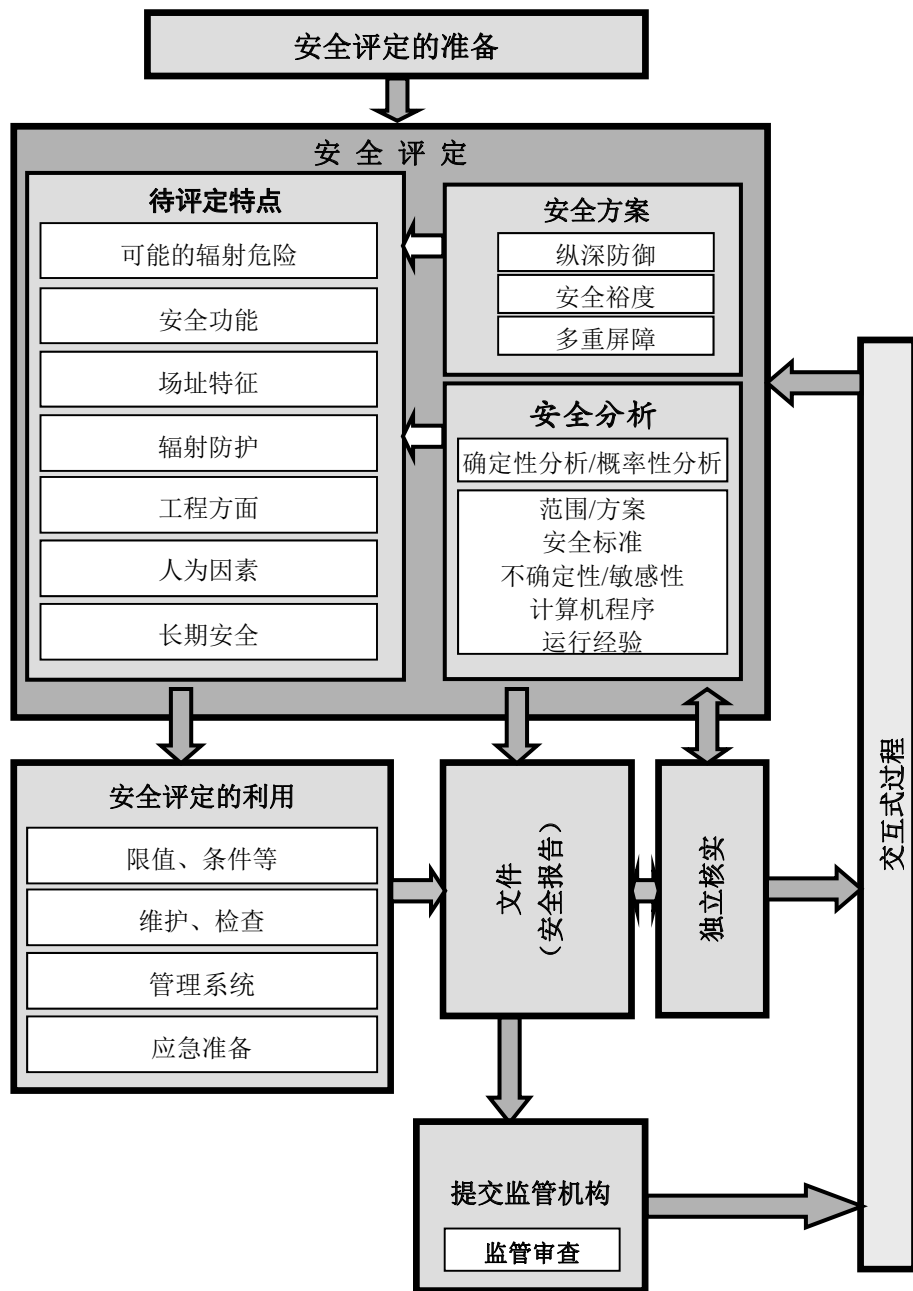 安全评定的准备
安 全 评 定
待评定特点
可能的辐射危险
安全功能
场址特征
辐射防护
工程方面
人为因素
长期安全
安全方案
纵深防御
安全裕度
多重屏障
安全分析
确定性分析/概率性分析
范围/方案
安全标准
不确定性/敏感性
计算机程序
运行经验
安全评定的利用
限值、条件等
维护、检查
管理系统
应急准备
文件
（安全报告）
独立核实
交互式过程
提交监管机构
监管审查